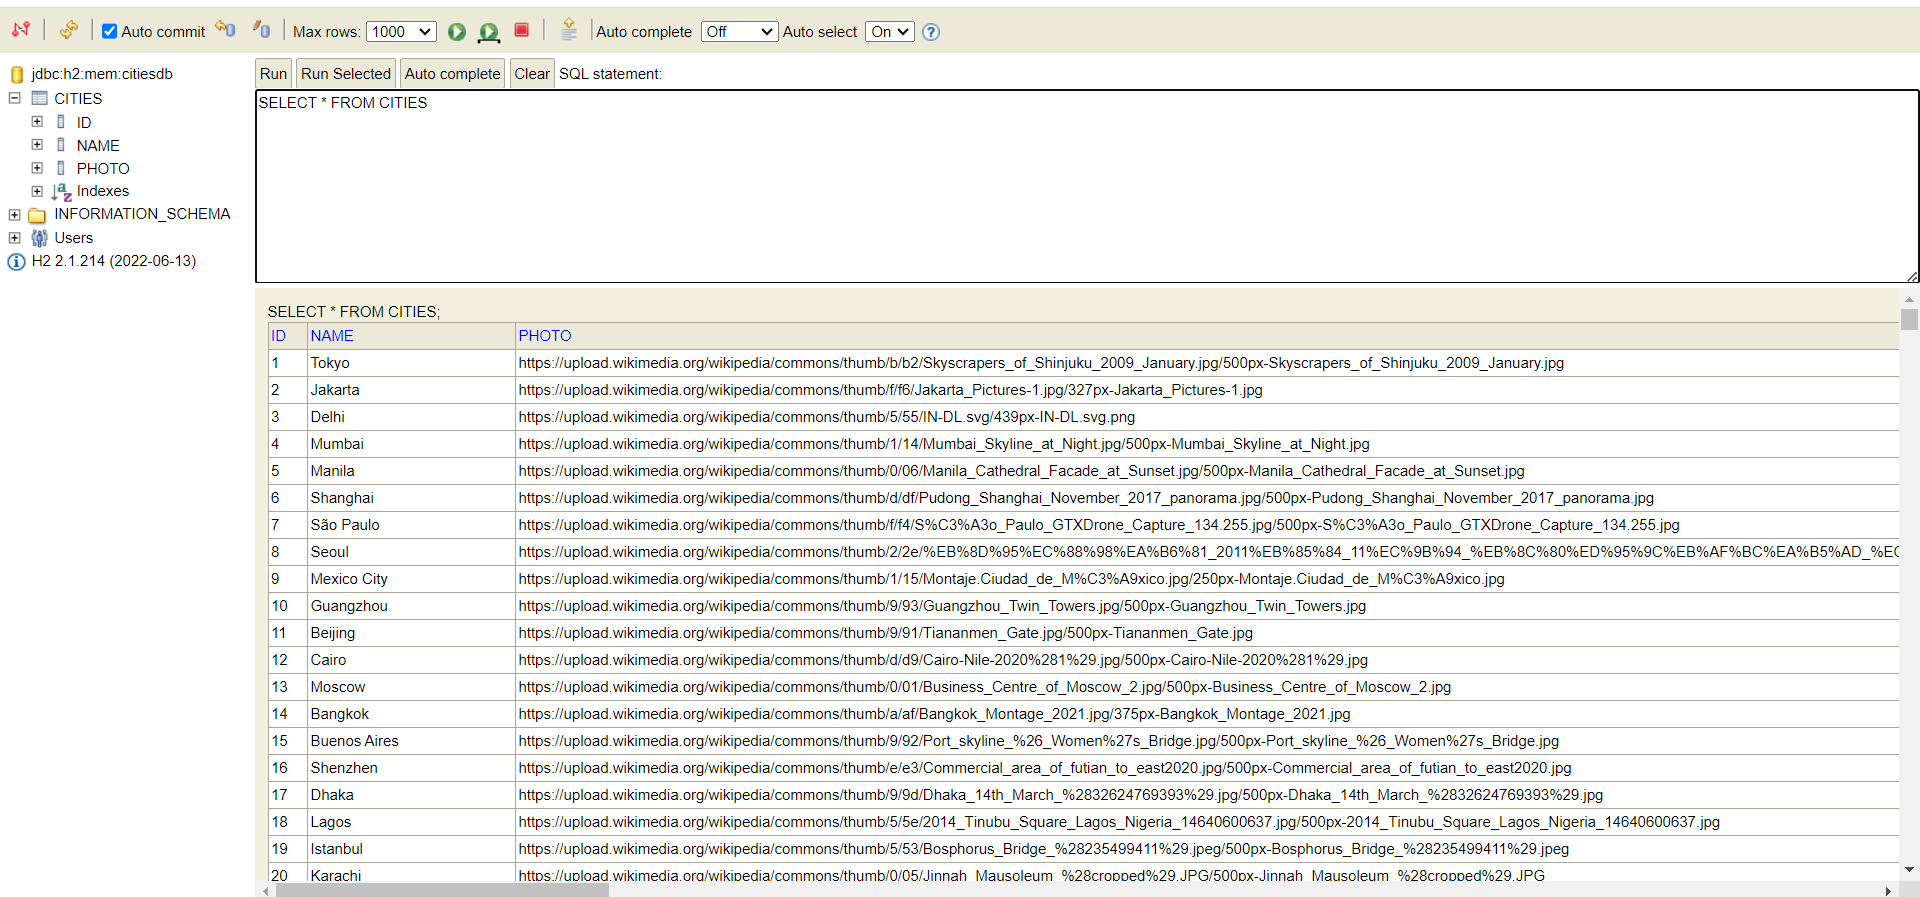 Auto commit Max rows: 1000 Auto complete Off Auto select On ?
jdbc:h2:mem:citiesdb
CITIES
ID
NAME
PHOTO
Indexes
INFORMATION_SCHEMA
Users
H2 2.1.214 (2022-06-13)
Run Run Selected Auto complete Clear SQL statement:
SELECT * FROM CITIES
SELECT * FROM CITIES;
ID NAME PHOTO
1 Tokyo https://upload.wikimedia.org/wikipedia/commons/thumb/b/b2/Skyscrapers_of_Shinjuku_2009_January.jpg/500px-Skyscrapers_of_Shinjuku_2009_January.jpg
2 Jakarta https://upload.wikimedia.org/wikipedia/commons/thumb/f/f6/Jakarta_Pictures-1.jpg/327px-Jakarta_Pictures-1.jpg
3 Delhi https://upload.wikimedia.org/wikipedia/commons/thumb/5/55/IN-DL.svg/439px-IN-DL.svg.png
4 Mumbai https://upload.wikimedia.org/wikipedia/commons/thumb/1/14/Mumbai_Skyline_at_Night.jpg/500px-Mumbai_Skyline_at_Night.jpg
5 Manila https://upload.wikimedia.org/wikipedia/commons/thumb/0/06/Manila_Cathedral_Facade_at_Sunset.jpg/500px-Manila_Cathedral_Facade_at_Sunset.jpg
6 Shanghai https://upload.wikimedia.org/wikipedia/commons/thumb/d/df/Pudong_Shanghai_November_2017_panorama.jpg/500px-Pudong_Shanghai_November_2017_panorama.jpg
7 São Paulo https://upload.wikimedia.org/wikipedia/commons/thumb/f/f4/S%C3%A3o_Paulo_GTXDrone_Capture_134.255.jpg/500px-S%C3%A3o_Paulo_GTXDrone_Capture_134.255.jpg
8 Seoul https://upload.wikimedia.org/wikipedia/commons/thumb/2/2e/%EB%8D%95%EC%88%98%EA%B6%81_2011%EB%85%84_11%EC%9B%94_%EB%8C%80%ED%95%9C%EB%AF%BC%EA%B5%AD_%EC
9 Mexico City https://upload.wikimedia.org/wikipedia/commons/thumb/1/15/Montaje.Ciudad_de_M%C3%A9xico.jpg/250px-Montaje.Ciudad_de_M%C3%A9xico.jpg
10 Guangzhou https://upload.wikimedia.org/wikipedia/commons/thumb/9/93/Guangzhou_Twin_Towers.jpg/500px-Guangzhou_Twin_Towers.jpg
11 Beijing https://upload.wikimedia.org/wikipedia/commons/thumb/9/91/Tiananmen_Gate.jpg/500px-Tiananmen_Gate.jpg
12 Cairo https://upload.wikimedia.org/wikipedia/commons/thumb/d/d9/Cairo-Nile-2020%281%29.jpg/500px-Cairo-Nile-2020%281%29.jpg
13 Moscow https://upload.wikimedia.org/wikipedia/commons/thumb/0/01/Business_Centre_of_Moscow_2.jpg/500px-Business_Centre_of_Moscow_2.jpg
14 Bangkok https://upload.wikimedia.org/wikipedia/commons/thumb/a/af/Bangkok_Montage_2021.jpg/375px-Bangkok_Montage_2021.jpg
15 Buenos Aires https://upload.wikimedia.org/wikipedia/commons/thumb/9/92/Port_skyline_%26_Women%27s_Bridge.jpg/500px-Port_skyline_%26_Women%27s_Bridge.jpg
16 Shenzhen https://upload.wikimedia.org/wikipedia/commons/thumb/e/e3/Commercial_area_of_futian_to_east2020.jpg/500px-Commercial_area_of_futian_to_east2020.jpg
17 Dhaka https://upload.wikimedia.org/wikipedia/commons/thumb/9/9d/Dhaka_14th_March_%2832624769393%29.jpg/500px-Dhaka_14th_March_%2832624769393%29.jpg
18 Lagos https://upload.wikimedia.org/wikipedia/commons/thumb/5/5e/2014_Tinubu_Square_Lagos_Nigeria_14640600637.jpg/500px-2014_Tinubu_Square_Lagos_Nigeria_14640600637.jpg
19 Istanbul https://upload.wikimedia.org/wikipedia/commons/thumb/5/53/Bosphorus_Bridge_%28235499411%29.jpeg/500px-Bosphorus_Bridge_%28235499411%29.jpeg
20 Karachi https://upload.wikimedia.org/wikipedia/commons/thumb/0/05/Jinnah_Mausoleum_%28cropped%29.JPG/500px-Jinnah_Mausoleum_%28cropped%29.JPG